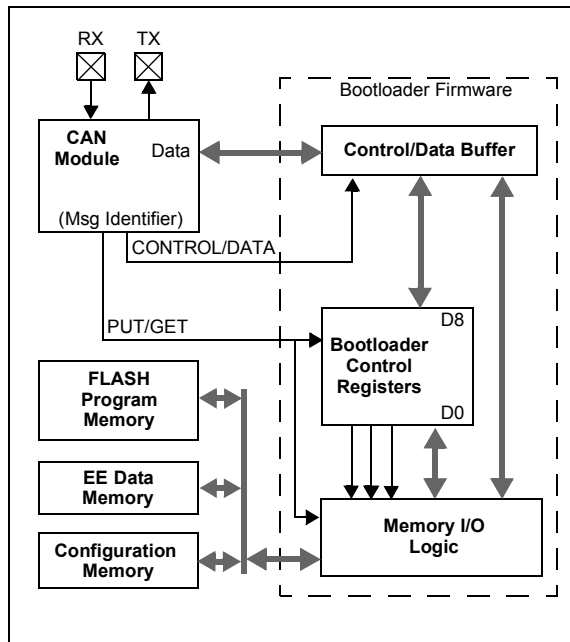 RX TX
Bootloader Firmware
CAN
Module
Data
Control/Data Buffer
(Msg Identifier)
CONTROL/DATA
PUT/GET
D8
Bootloader
Control
Registers
D0
FLASH
Program
Memory
EE Data
Memory
Memory I/O
Logic
Configuration
Memory